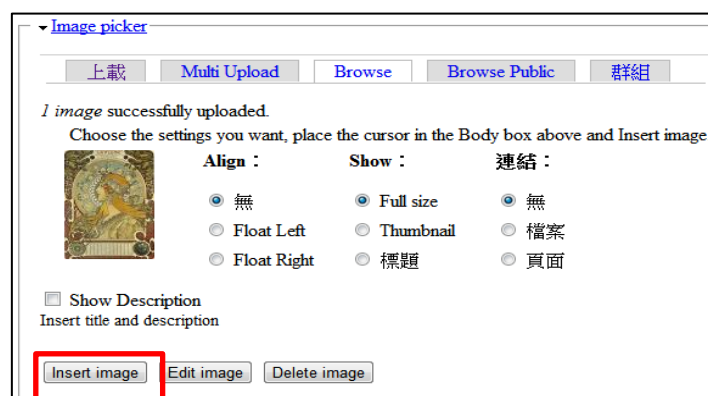 Image picker
上載 Multi Upload Browse Browse Public 群組
1 image successfully uploaded.
Choose the settings you want, place the cursor in the Body box above and Insert image
Align： Show： 連結：
無 Full size 無
Float Left Thumbnail 檔案
Float Right 標題 頁面
Show Description
Insert title and description
Insert image Edit image Delete image